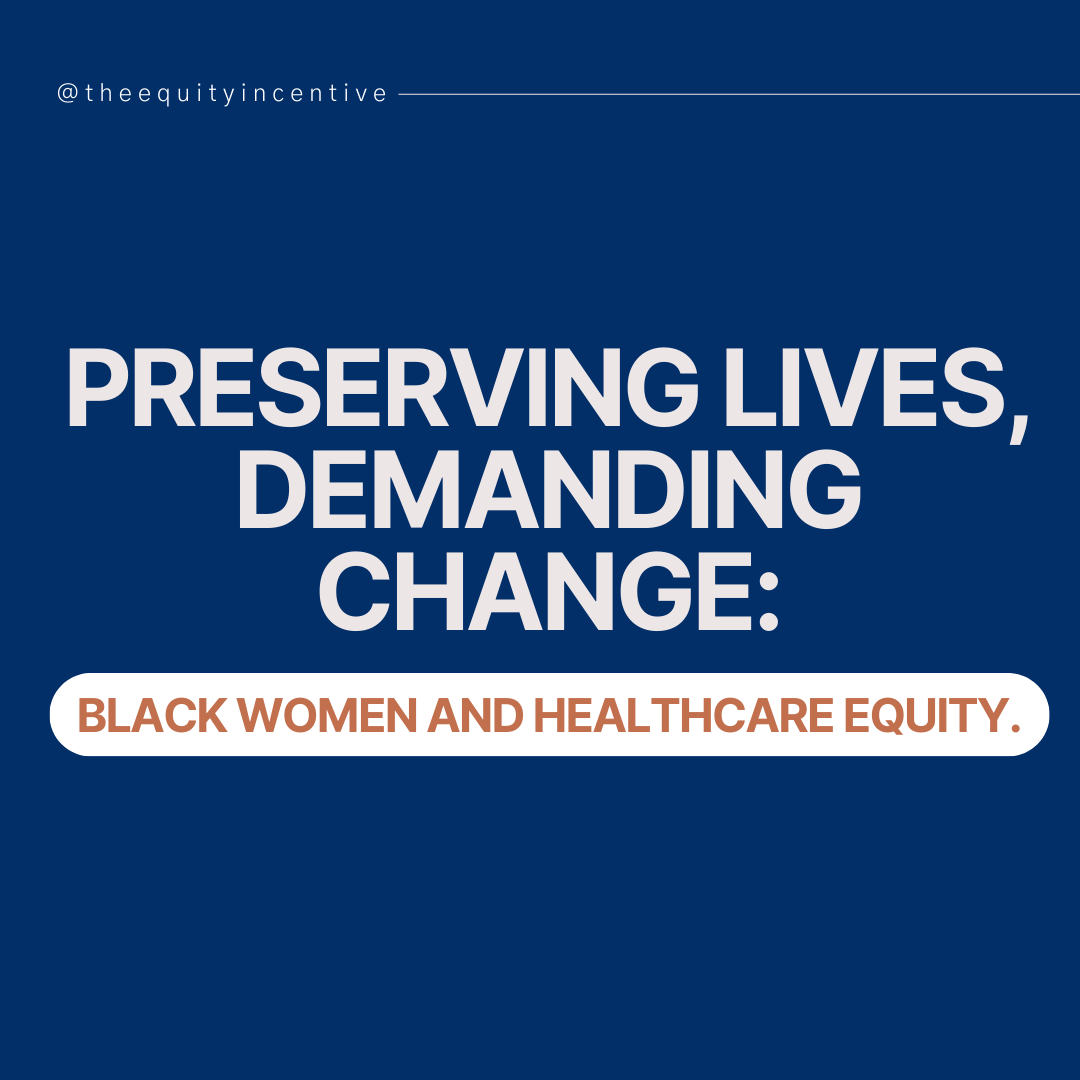 @theequityincentive
PRESERVING LIVES,
DEMANDING
CHANGE:
BLACK WOMEN AND HEALTHCARE EQUITY.